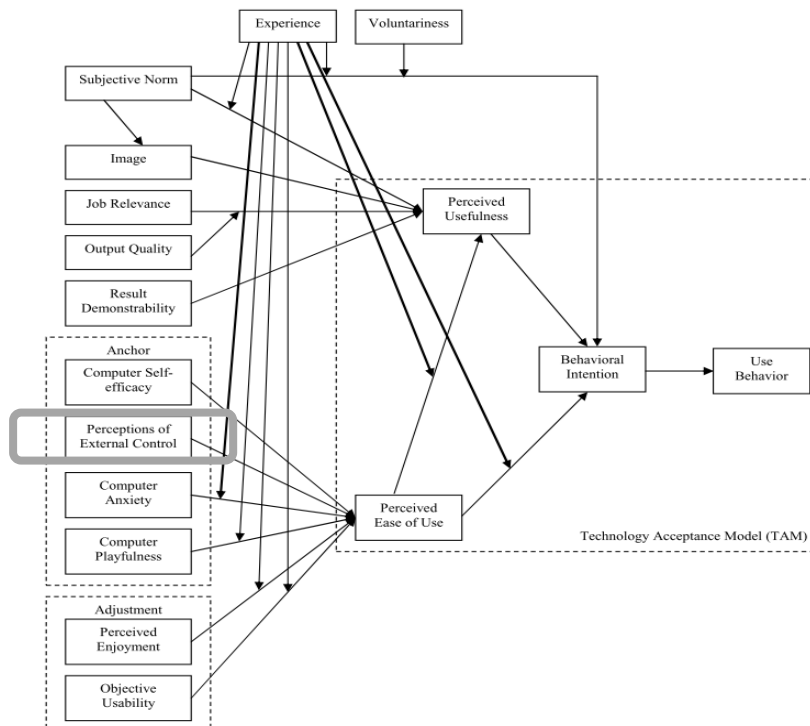 Experience
Voluntariness
Subjective Norm
Image
Job Relevance
Output Quality
Result
Demonstrability
Perceived
Usefulness
Behavioral
Intention
Use
Behavior
Anchor
Computer Self-
efficacy
Perceptions of
External Control
Computer
Anxiety
Computer
Playfulness
Perceived
Ease of Use
Technology Acceptance Model (TAM)
Adjustment
Perceived
Enjoyment
Objective
Usability